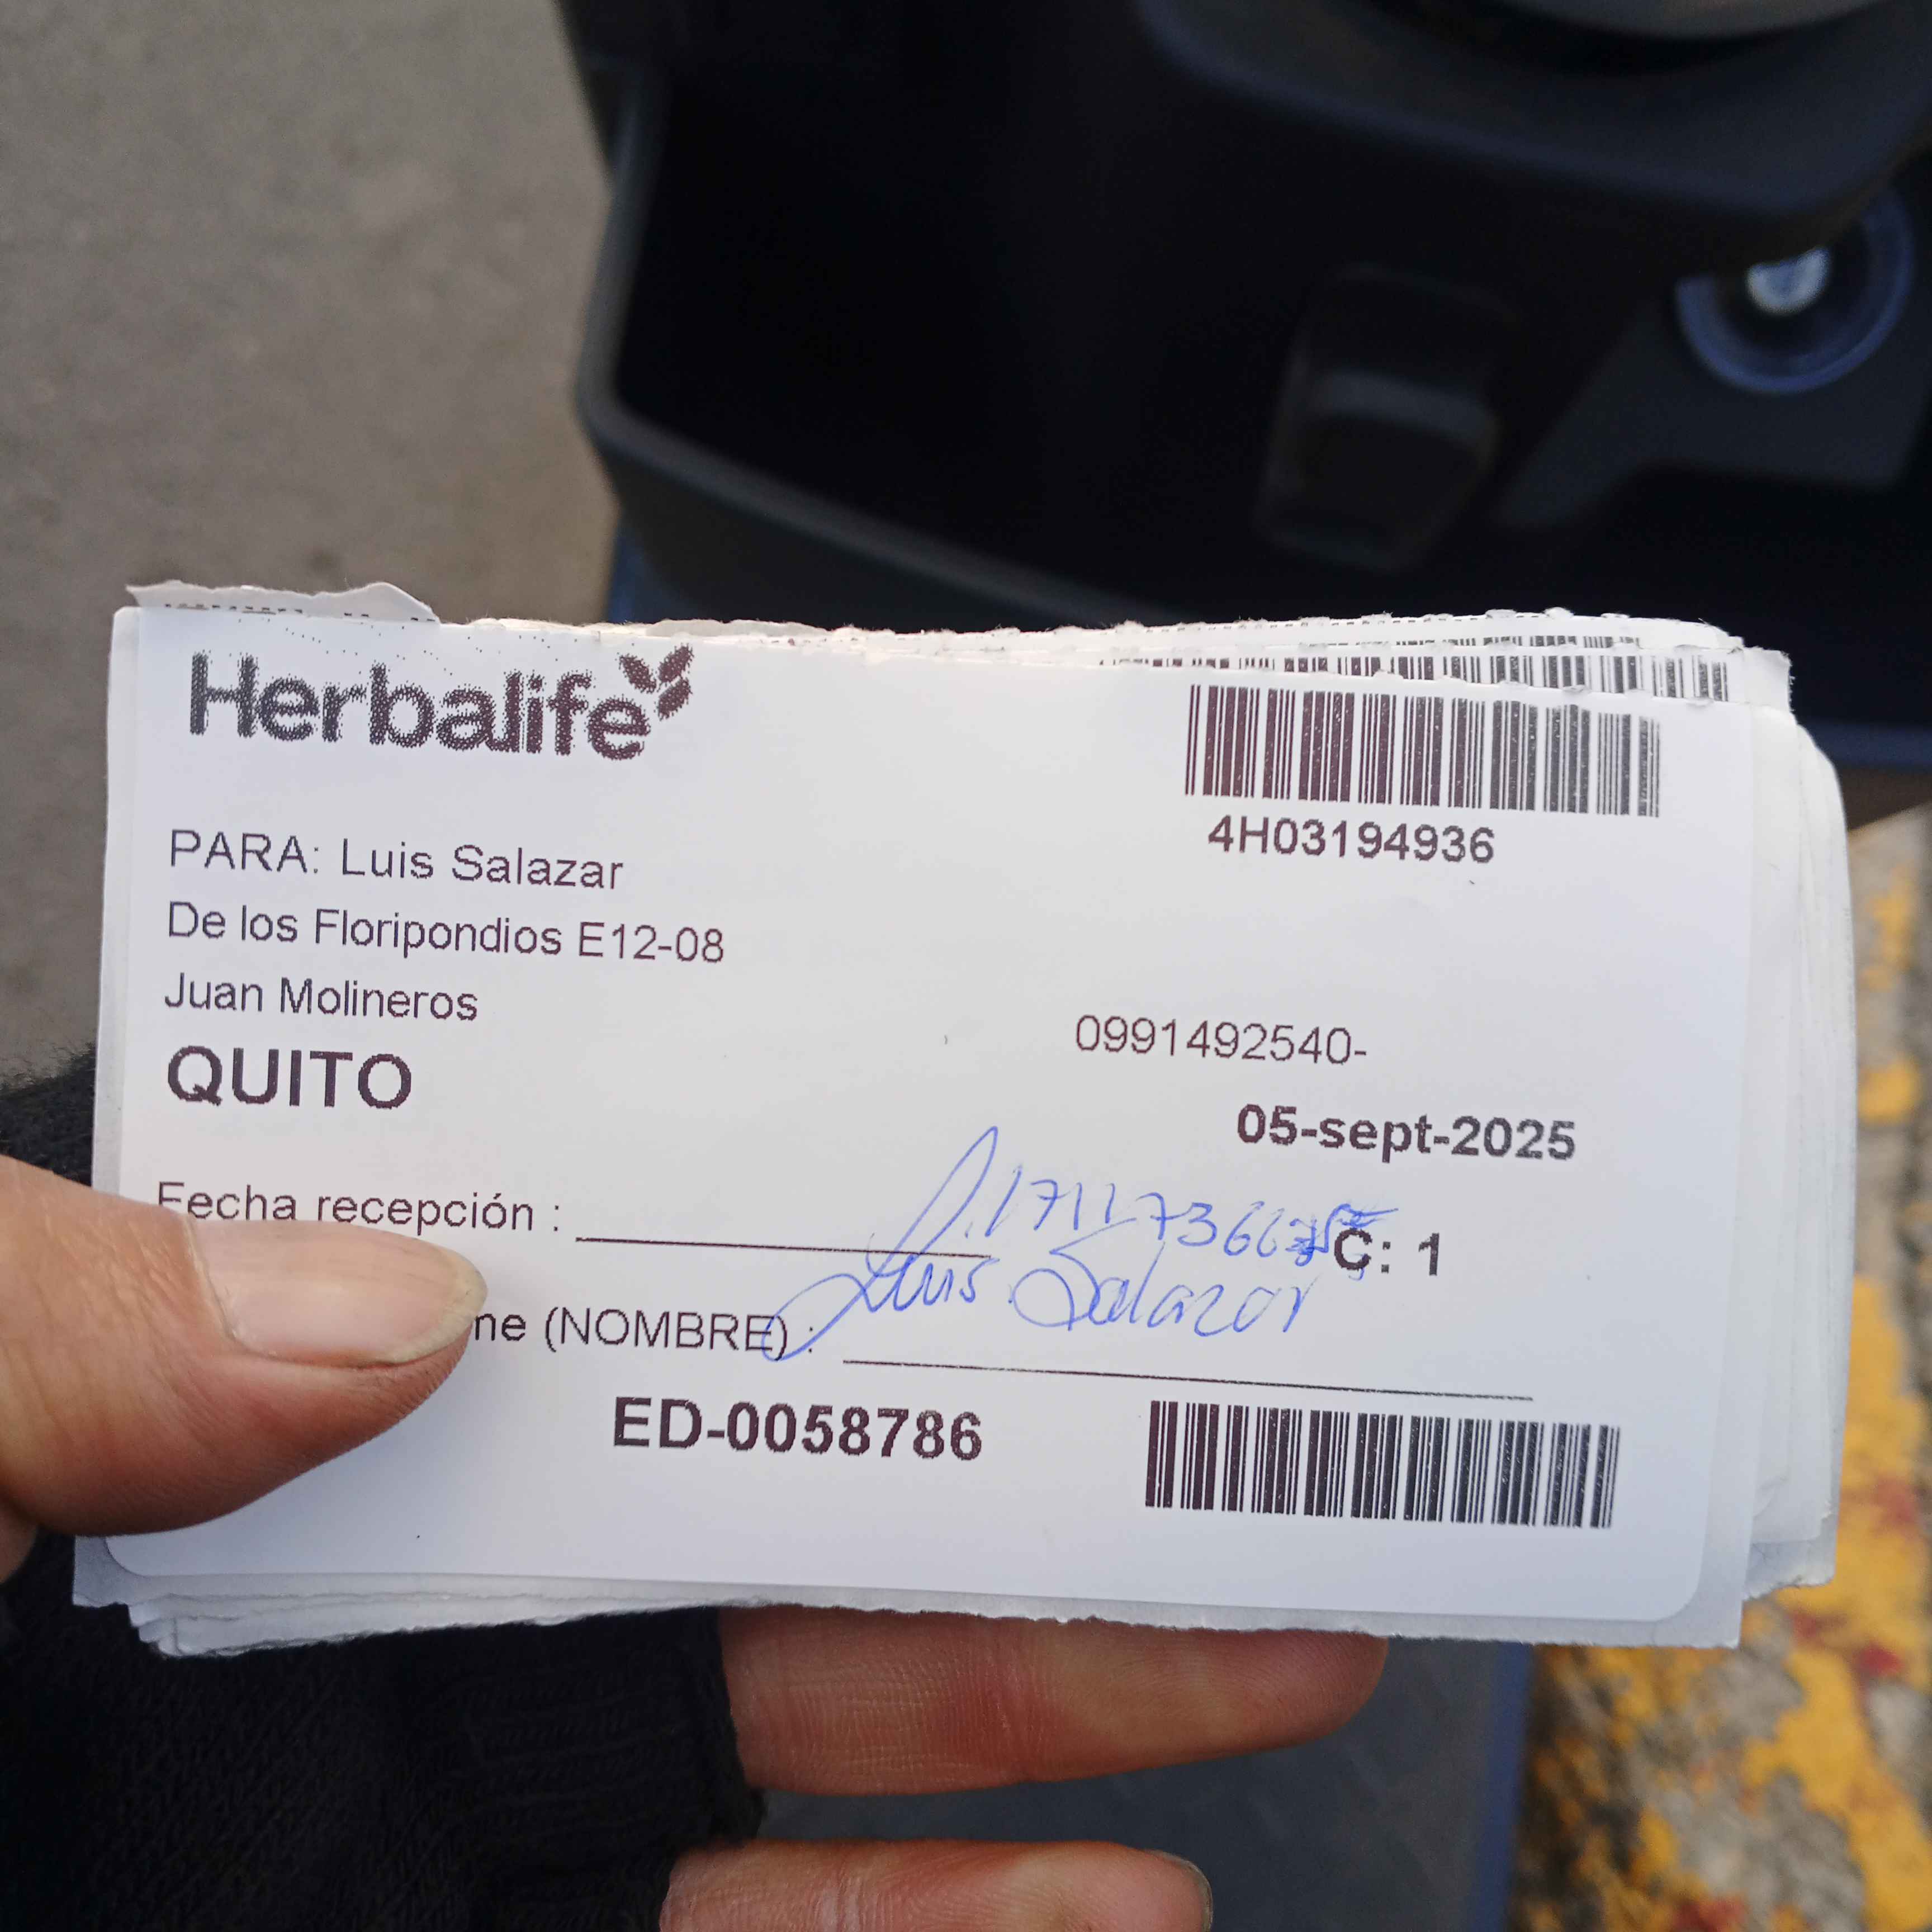 Herbalife
4H03194936
PARA: Luis Salazar
De los Floripondios E12-08
Juan Molineros
0991492540-
QUITO
05-sept-2025
Fecha recepción :
C: 1
Luis Salazar
(NOMBRE) :
ED-0058786